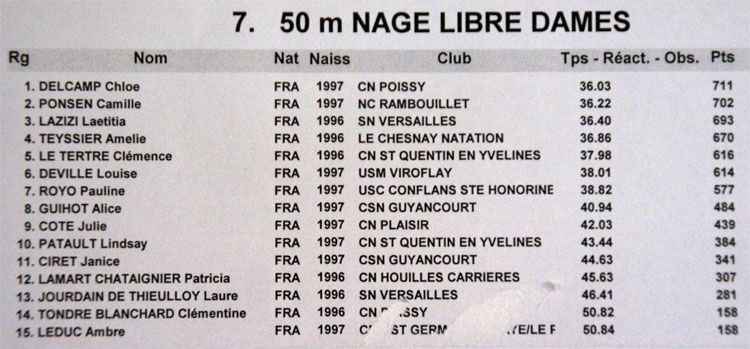 7. 50 m NAGE LIBRE DAMES
Rg Nom Nat Naiss Club Tps - Réact. - Obs. Pts
1. DELCAMP Chloe FRA 1997 CN POISSY 36.03 711
2. PONSEN Camille FRA 1997 NC RAMBOUILLET 36.22 702
3. LAZIZI Laetitia FRA 1996 SN VERSAILLES 36.40 693
4. TEYSSIER Amelie FRA 1996 LE CHESNAY NATATION 36.86 670
5. LE TERTRE Clémence FRA 1996 CN ST QUENTIN EN YVELINES 37.98 616
6. DEVILLE Louise FRA 1997 USM VIROFLAY 38.01 614
7. ROYO Pauline FRA 1997 USC CONFLANS STE HONORINE 38.82 577
8. GUIHOT Alice FRA 1997 CSN GUYANCOURT 40.94 484
9. COTE Julie FRA 1997 CN PLAISIR 42.03 439
10. PATAULT Lindsay FRA 1997 CN ST QUENTIN EN YVELINES 43.44 384
11. CIRET Janice FRA 1997 CSN GUYANCOURT 44.63 341
12. LAMART CHATAIGNIER Patricia FRA 1996 CN HOUILLES CARRIERES 45.63 307
13. JOURDAIN DE THIEULLOY Laure FRA 1996 SN VERSAILLES 46.41 281
14. TONDRE BLANCHARD Clémentine FRA 1996 CN 50.82 158
15. LEDUC Ambre FRA 1997 50.84 158